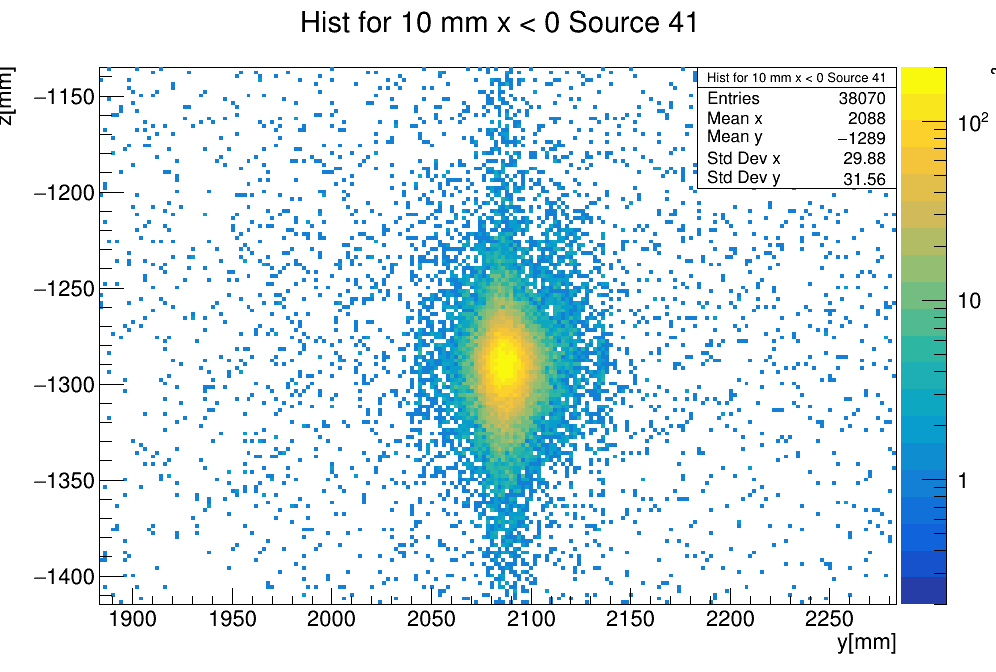 Hist for 10 mm x < 0 Source 41
z[mm]
Hist for 10 mm x < 0 Source 41
Entries 38070
Mean x 2088
Mean y −1289
Std Dev x 29.88
Std Dev y 31.56
−1150
−1200
−1250
−1300
−1350
−1400
1900 1950 2000 2050 2100 2150 2200 2250
y[mm]
10²
10
1